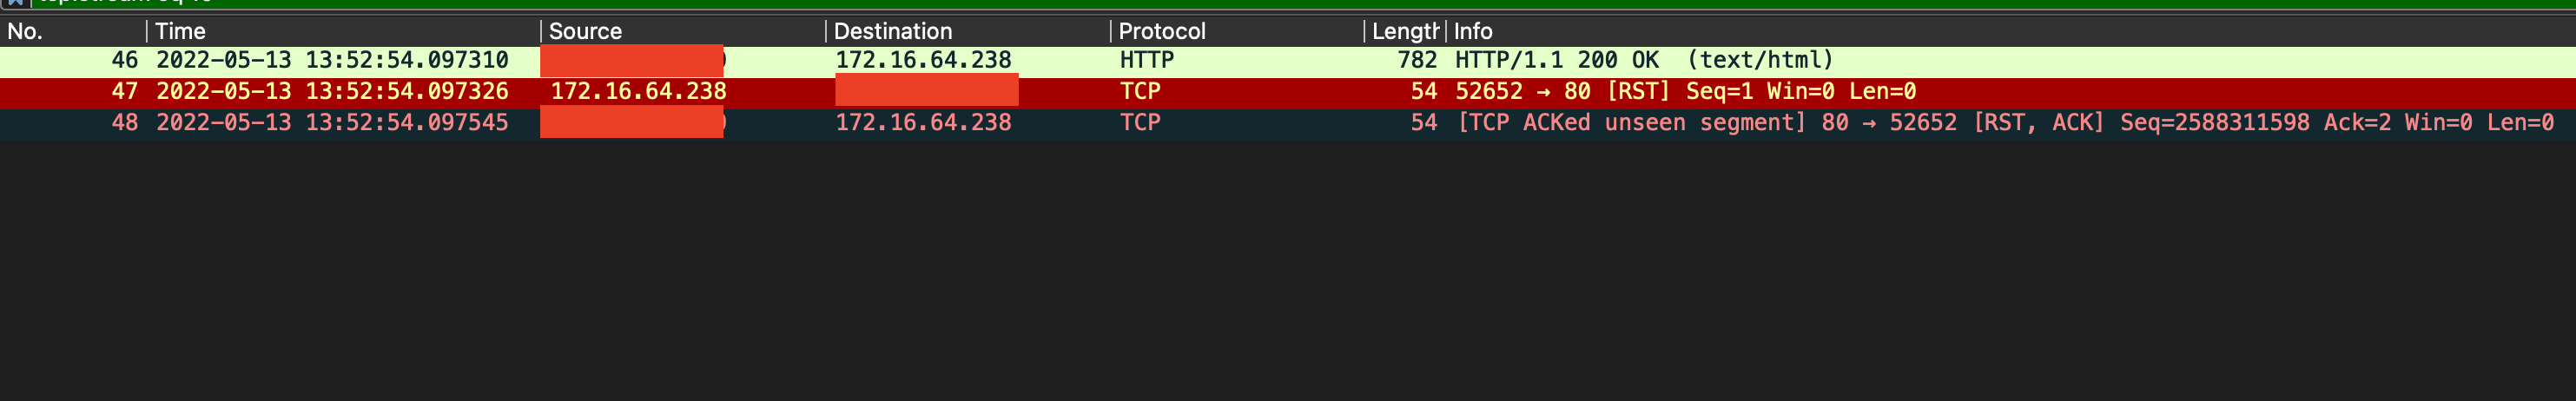 No. Time Source Destination Protocol Length Info
46 2022-05-13 13:52:54.097310 172.16.64.238 HTTP 782 HTTP/1.1 200 OK (text/html)
47 2022-05-13 13:52:54.097326 172.16.64.238 TCP 54 52652 → 80 [RST] Seq=1 Win=0 Len=0
48 2022-05-13 13:52:54.097545 172.16.64.238 TCP 54 [TCP ACKed unseen segment] 80 → 52652 [RST, ACK] Seq=2588311598 Ack=2 Win=0 Len=0